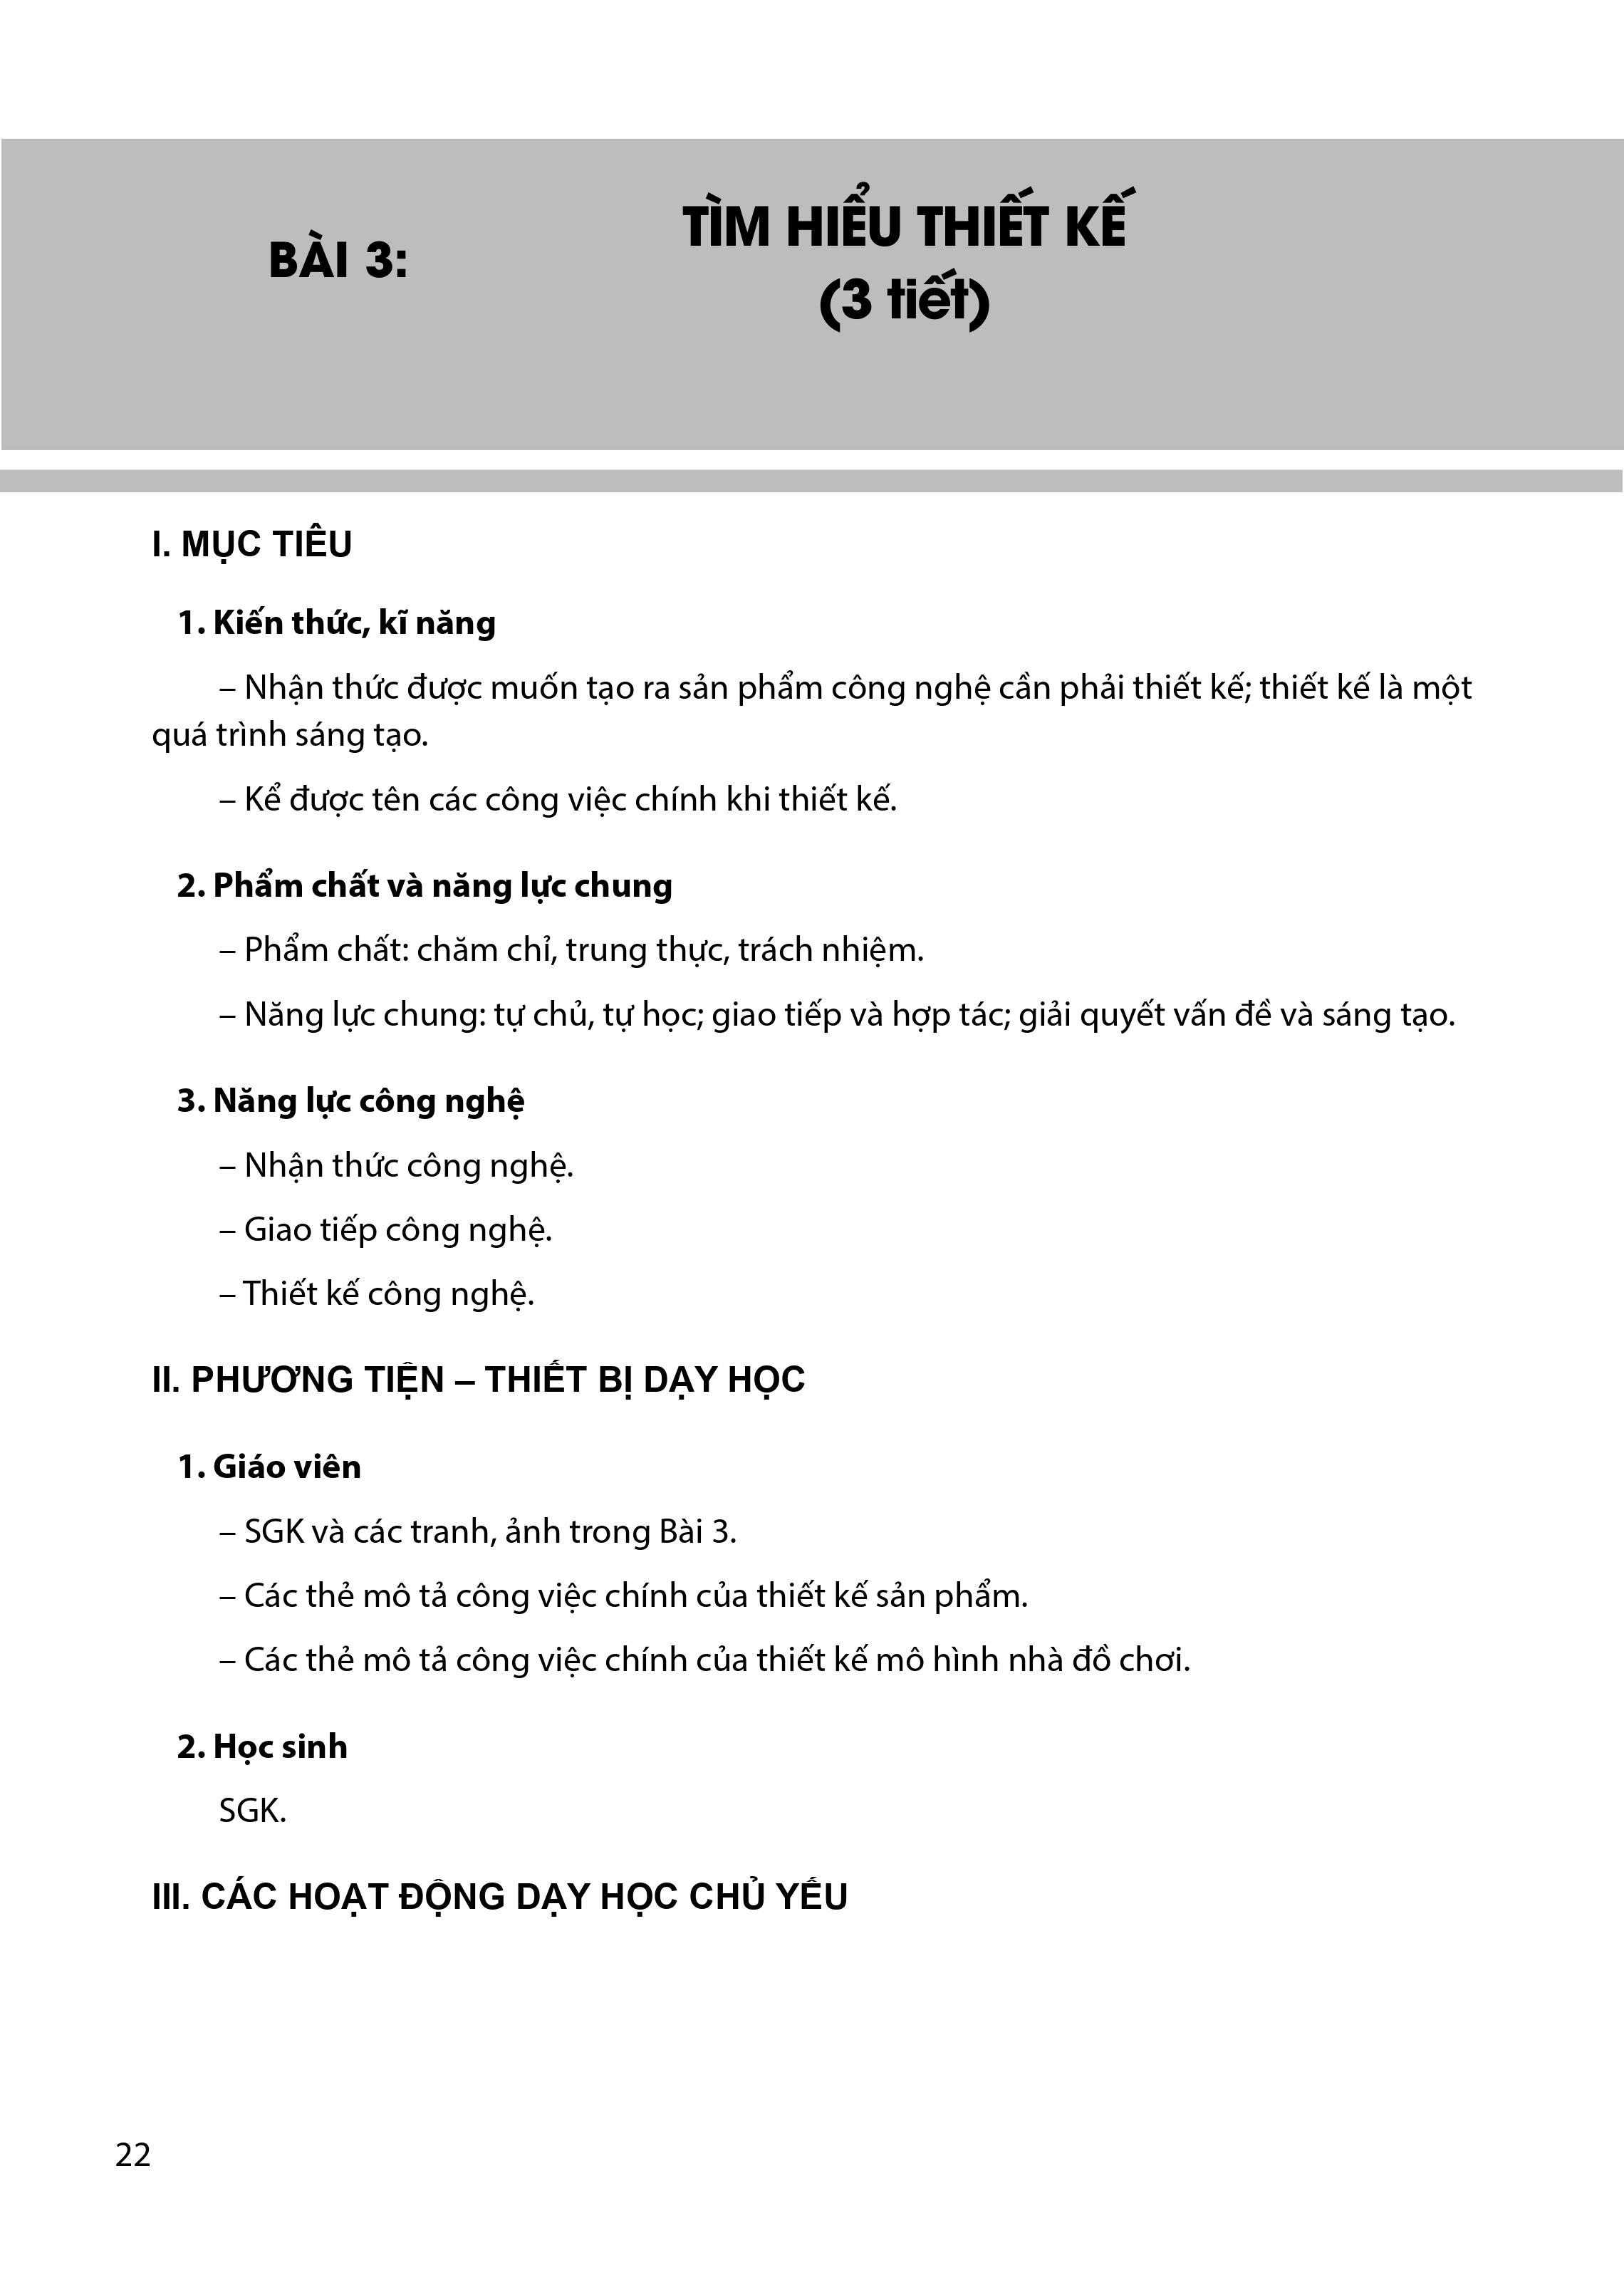 BÀI 3:
TÌM HIỂU THIẾT KẾ
(3 tiết)
I. MỤC TIÊU
1. Kiến thức, kĩ năng
– Nhận thức được muốn tạo ra sản phẩm công nghệ cần phải thiết kế; thiết kế là một
quá trình sáng tạo.
– Kể được tên các công việc chính khi thiết kế.
2. Phẩm chất và năng lực chung
– Phẩm chất: chăm chỉ, trung thực, trách nhiệm.
– Năng lực chung: tự chủ, tự học; giao tiếp và hợp tác; giải quyết vấn đề và sáng tạo.
3. Năng lực công nghệ
– Nhận thức công nghệ.
– Giao tiếp công nghệ.
– Thiết kế công nghệ.
II. PHƯƠNG TIỆN – THIẾT BỊ DẠY HỌC
1. Giáo viên
– SGK và các tranh, ảnh trong Bài 3.
– Các thẻ mô tả công việc chính của thiết kế sản phẩm.
– Các thẻ mô tả công việc chính của thiết kế mô hình nhà đồ chơi.
2. Học sinh
SGK.
III. CÁC HOẠT ĐỘNG DẠY HỌC CHỦ YẾU
22